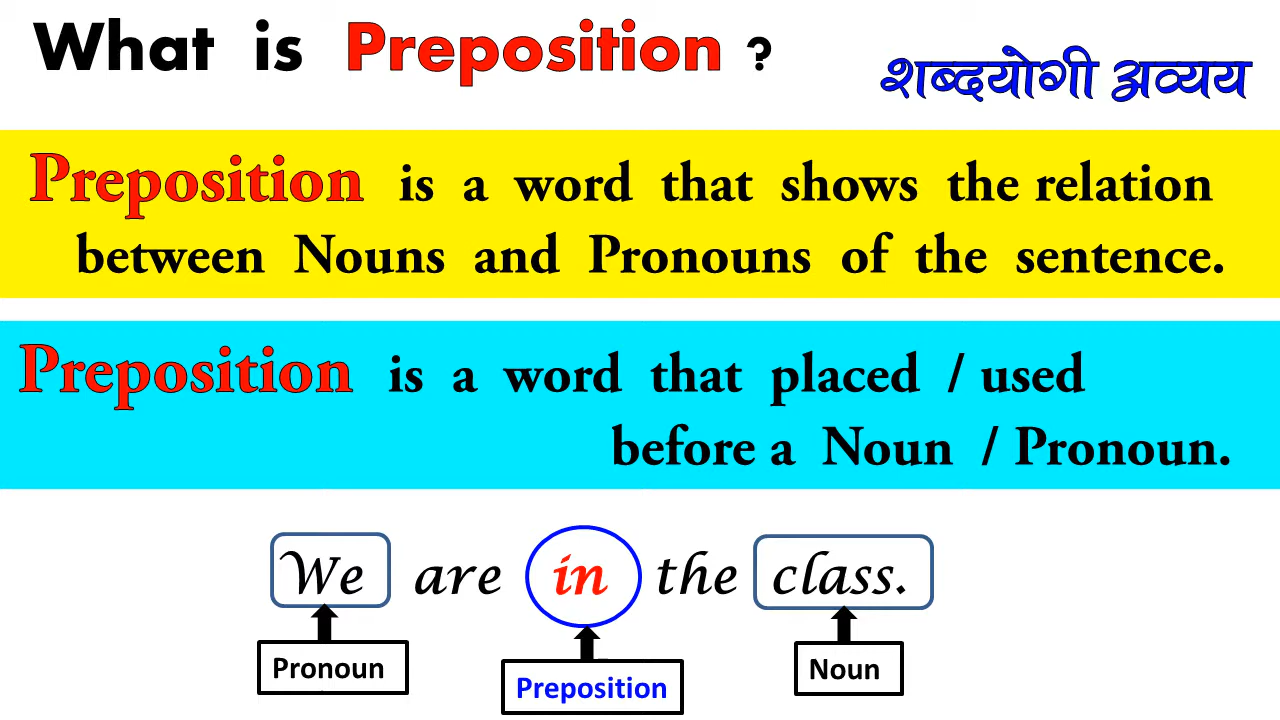 What is Preposition ?
शब्दयोगी अव्यय
Preposition is a word that shows the relation
between Nouns and Pronouns of the sentence.
Preposition is a word that placed / used
before a Noun / Pronoun.
We are in the class.
Pronoun
Preposition
Noun